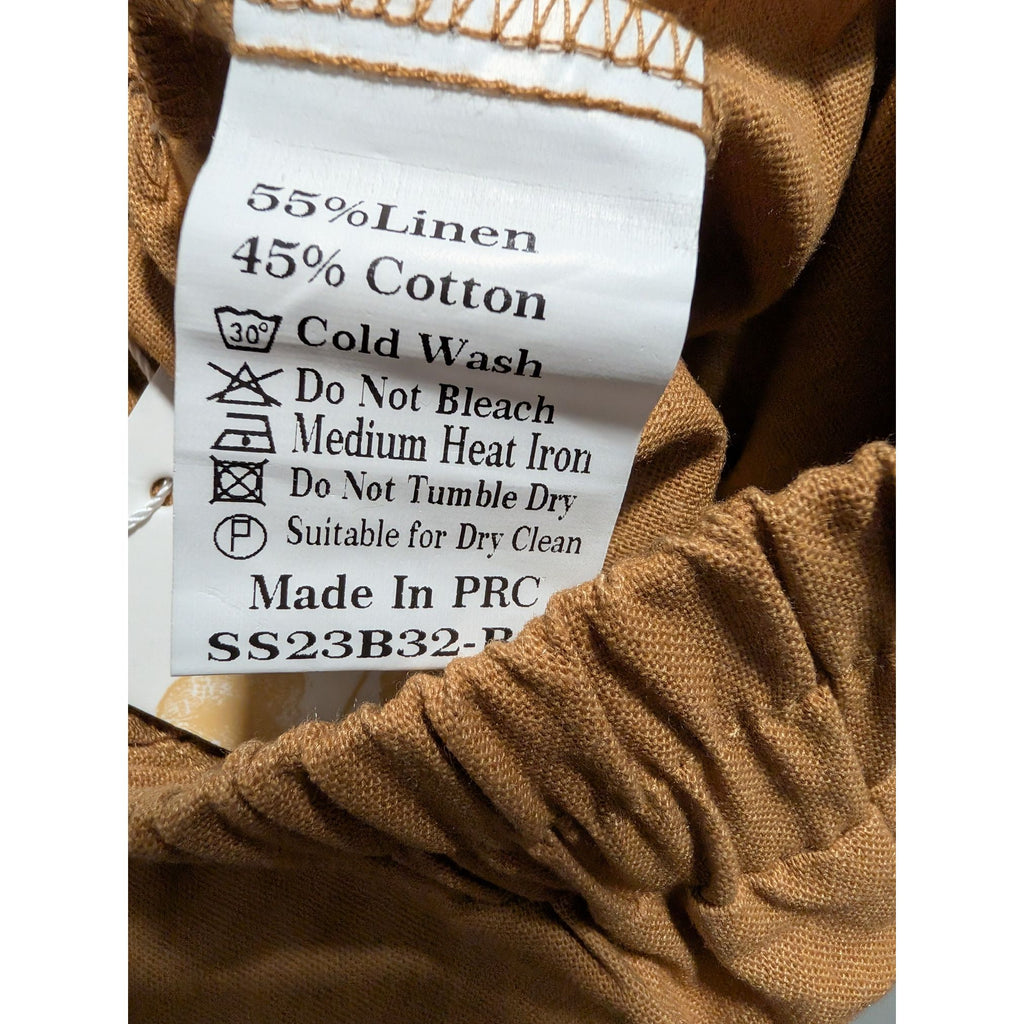 55%Linen
45% Cotton
30° Cold Wash
Do Not Bleach
Medium Heat Iron
Do Not Tumble Dry
P Suitable for Dry Clean
Made In PRC
SS23B32-